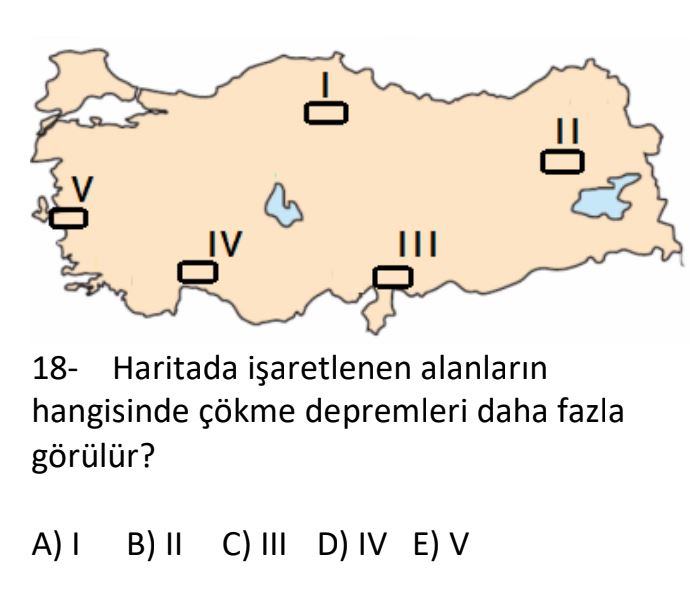 I
II
V
IV
III
18- Haritada işaretlenen alanların
hangisinde çökme depremleri daha fazla
görülür?
A) I B) II C) III D) IV E) V